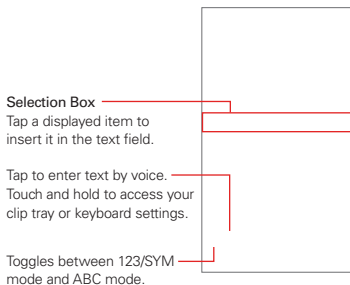 Selection Box
Tap a displayed item to
insert it in the text field.
Tap to enter text by voice.
Touch and hold to access your
clip tray or keyboard settings.
Toggles between 123/SYM
mode and ABC mode.